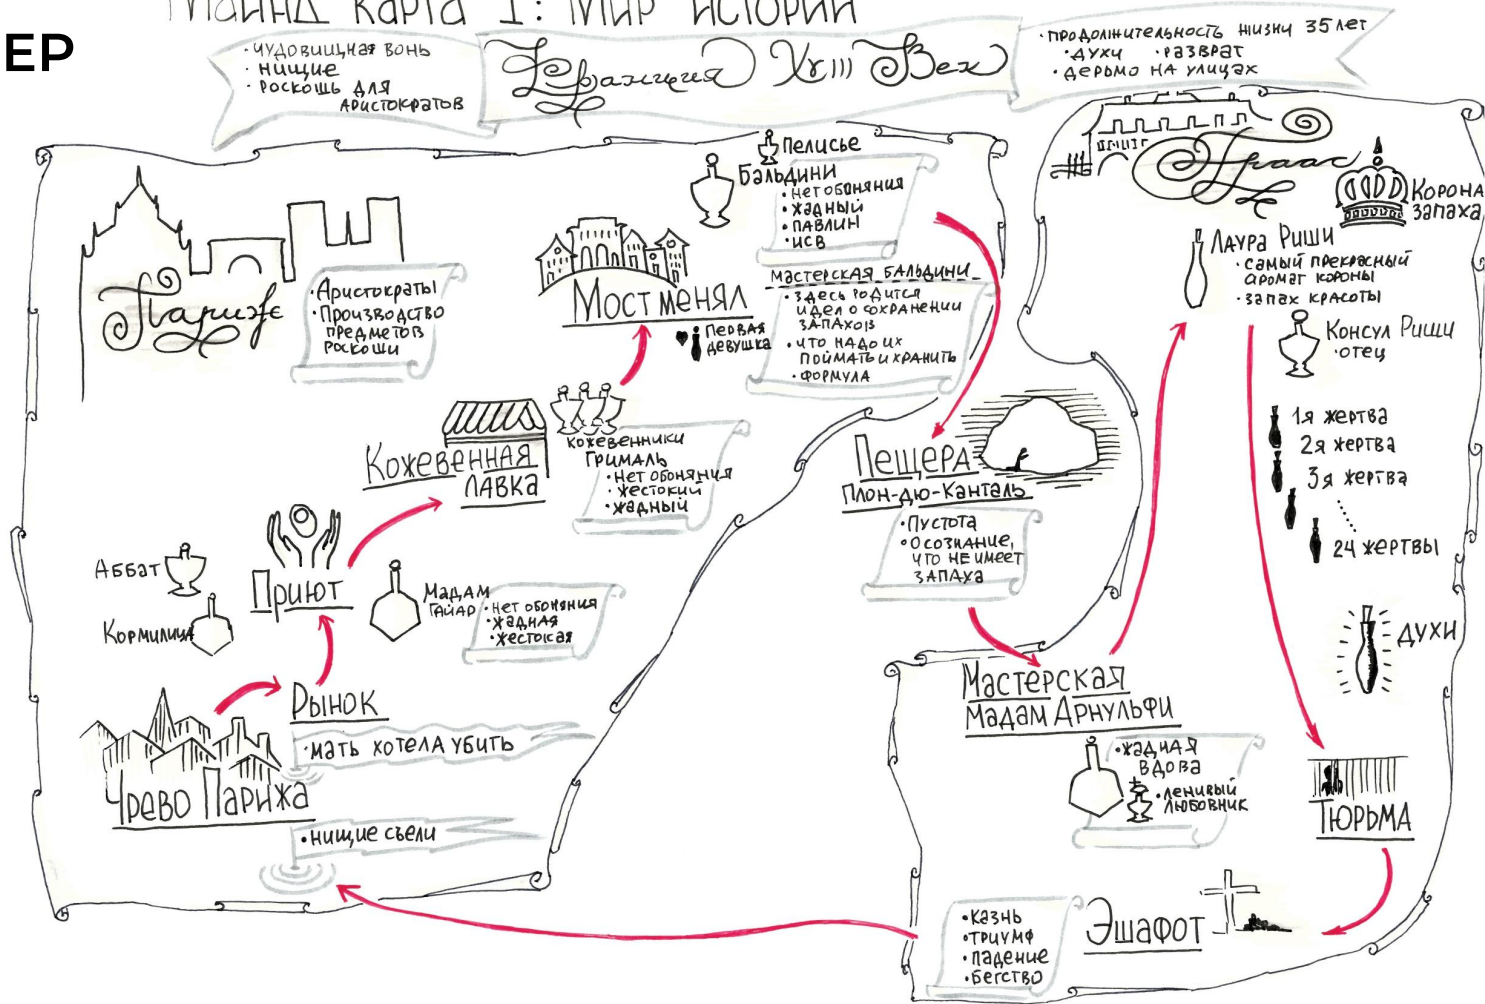 Майнд карта 1: Мир истории
ЕР
· чудовищная вонь
· нищие
· роскошь для
аристократов
Франция XVIII Век
· продолжительность жизни 35 лет
· духи · разврат
· дерьмо на улицах
Париж
· Аристократы
· Производство
предметов
роскоши
Мост менял
Первая
девушка
Пелисье
Бальдини
· нет обоняния
· жадный
· павлин
· исв
мастерская Бальдини
· здесь родится
идея о сохранении
запахов
· что надо их
поймать и хранить
· формула
Кожевенная
лавка
кожевенники
Грималь
· нет обоняния
· жестокий
· жадный
Аббат
Кормилица
Приют
Мадам
Гайар
· нет обоняния
· жадная
· жестокая
Рынок
· мать хотела убить
Чрево Парижа
· нищие съели
Пещера
Плон-дю-Канталь
· Пустота
· Осознание,
что не имеет
запаха
Мастерская
мадам Арнульфи
· жадная
вдова
· ленивый
любовник
Граас
Корона
запаха
Лаура Риши
· самый прекрасный
аромат короны
· запах красоты
Консул Риши
· отец
1я жертва
2я жертва
3я жертва
24 жертвы
духи
Тюрьма
Эшафот
· казнь
· триумф
· падение
· бегство